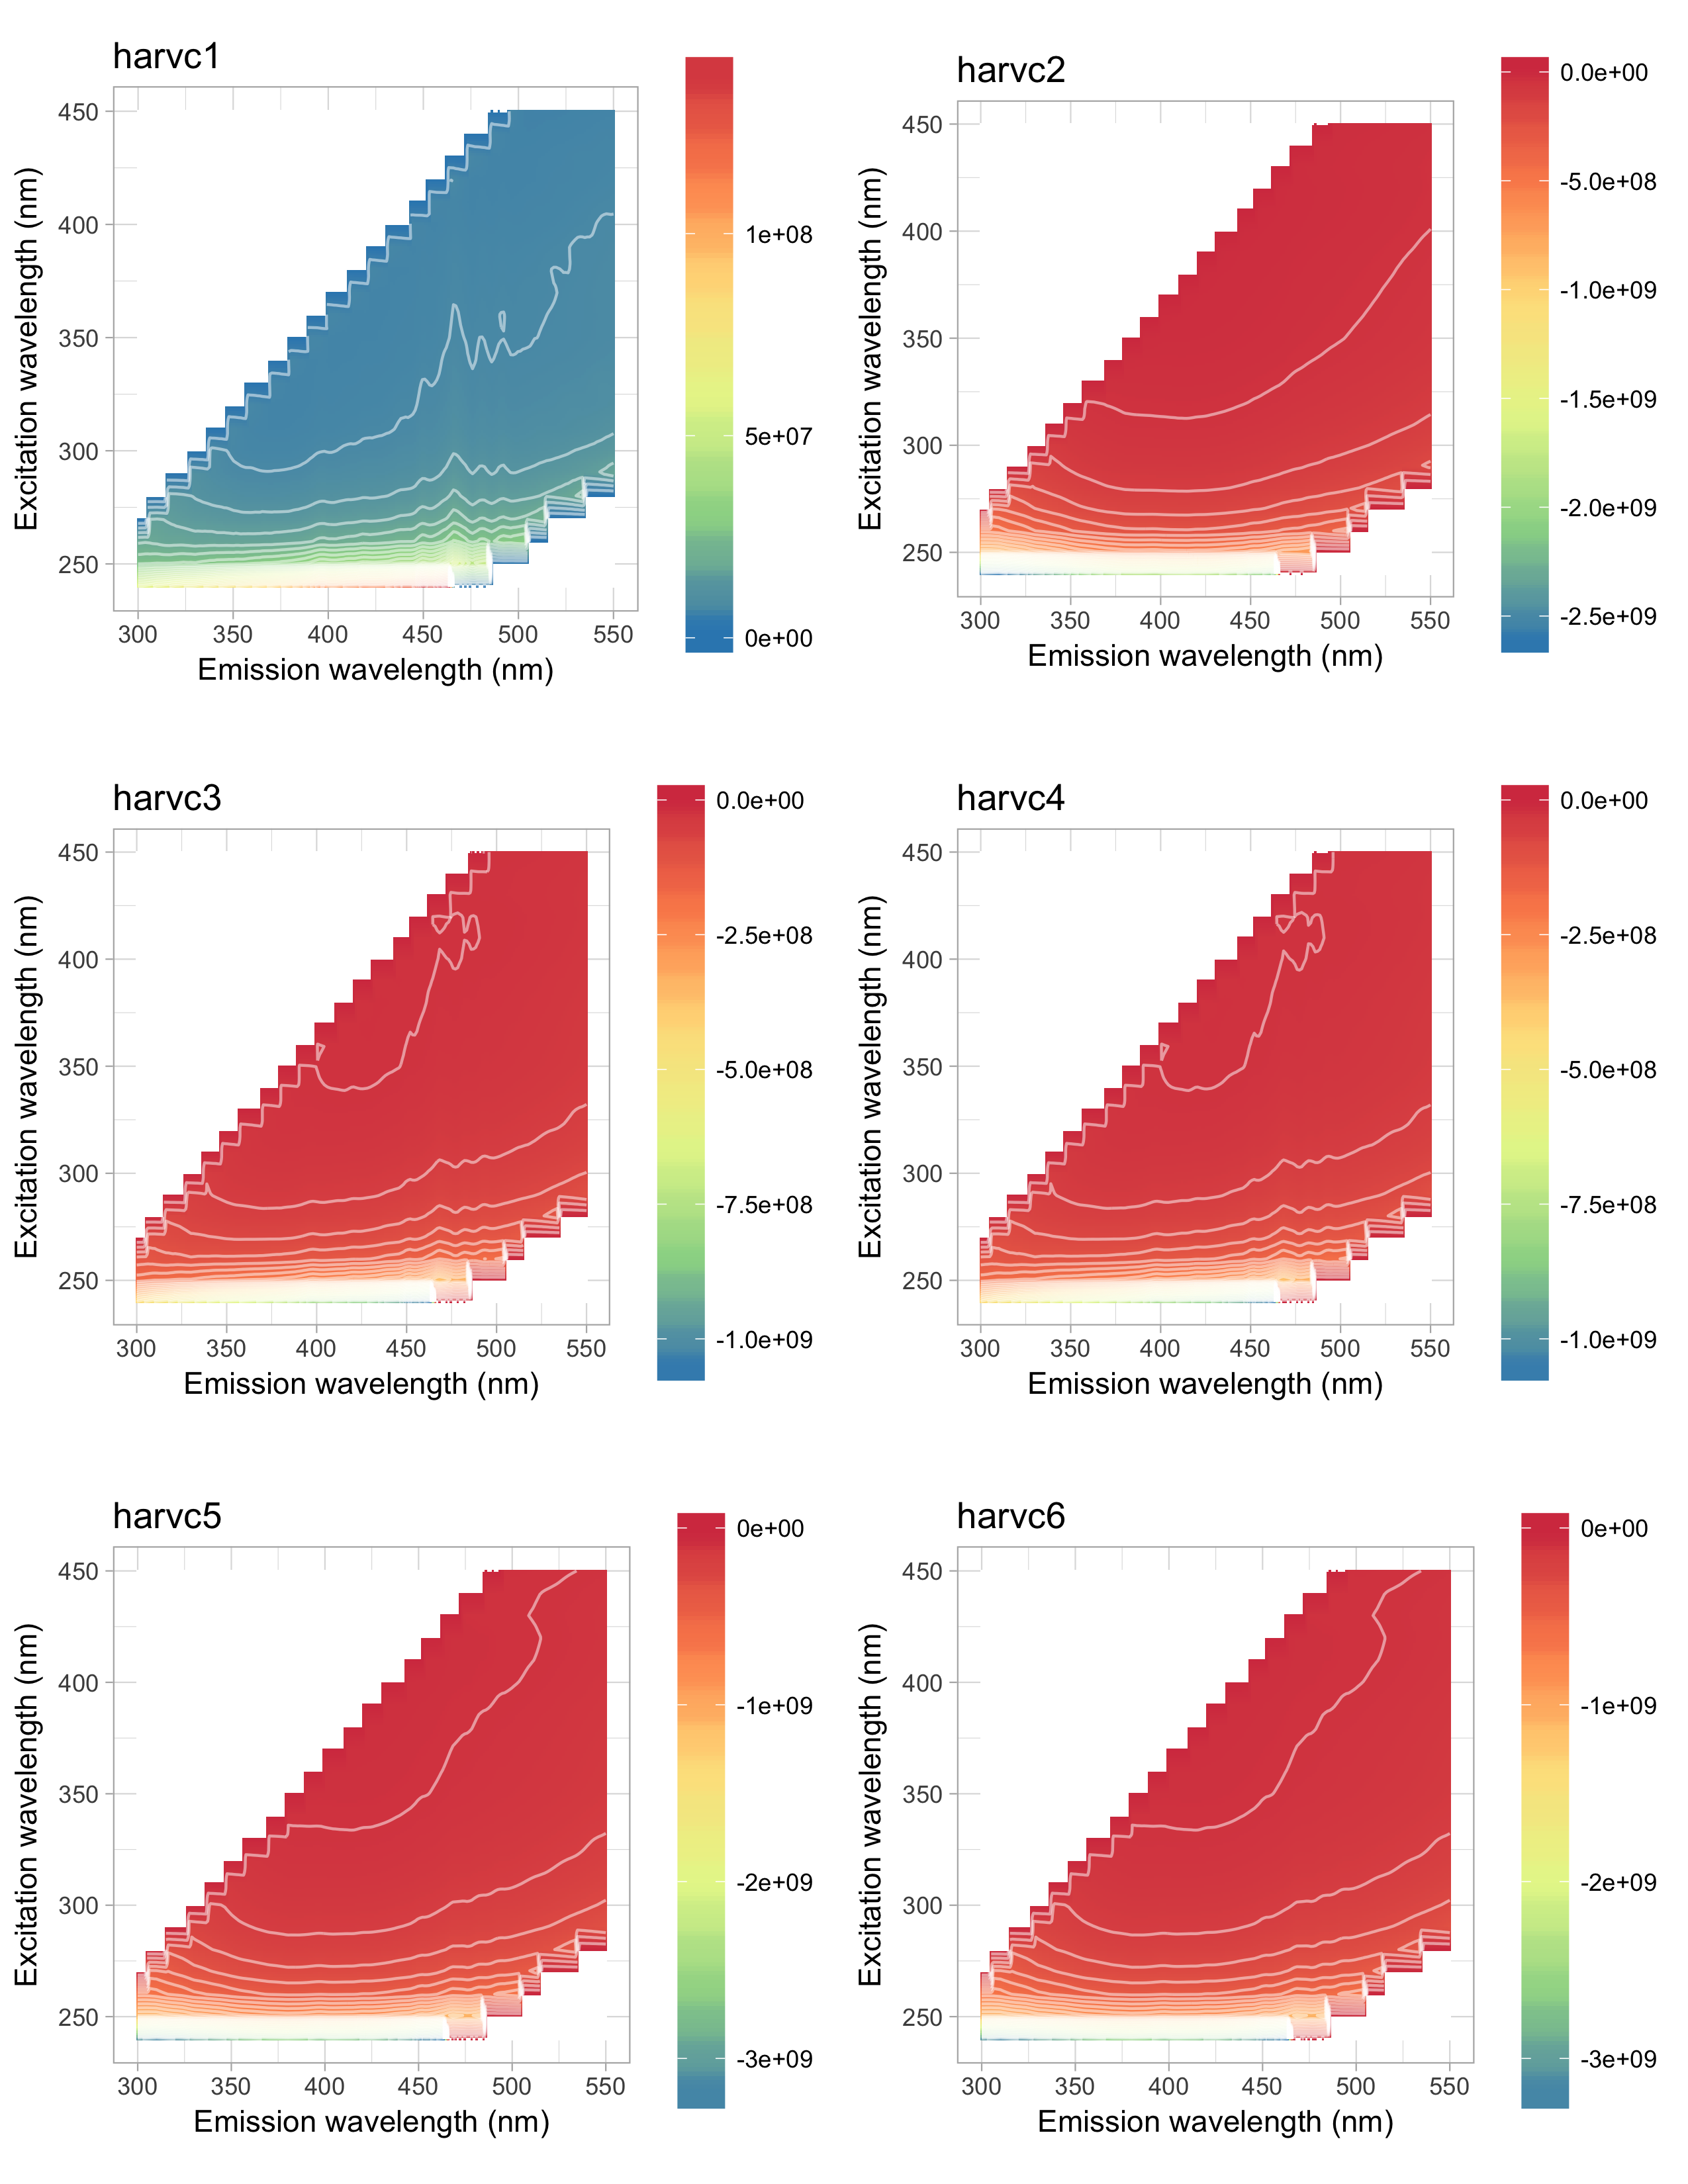 harvc1
450
400
350
300
250
300 350 400 450 500 550
Emission wavelength (nm)
Excitation wavelength (nm)
1e+08
5e+07
0e+00
harvc2
450
400
350
300
250
300 350 400 450 500 550
Emission wavelength (nm)
Excitation wavelength (nm)
0.0e+00
-5.0e+08
-1.0e+09
-1.5e+09
-2.0e+09
-2.5e+09
harvc3
450
400
350
300
250
300 350 400 450 500 550
Emission wavelength (nm)
Excitation wavelength (nm)
0.0e+00
-2.5e+08
-5.0e+08
-7.5e+08
-1.0e+09
harvc4
450
400
350
300
250
300 350 400 450 500 550
Emission wavelength (nm)
Excitation wavelength (nm)
0.0e+00
-2.5e+08
-5.0e+08
-7.5e+08
-1.0e+09
harvc5
450
400
350
300
250
300 350 400 450 500 550
Emission wavelength (nm)
Excitation wavelength (nm)
0e+00
-1e+09
-2e+09
-3e+09
harvc6
450
400
350
300
250
300 350 400 450 500 550
Emission wavelength (nm)
Excitation wavelength (nm)
0e+00
-1e+09
-2e+09
-3e+09